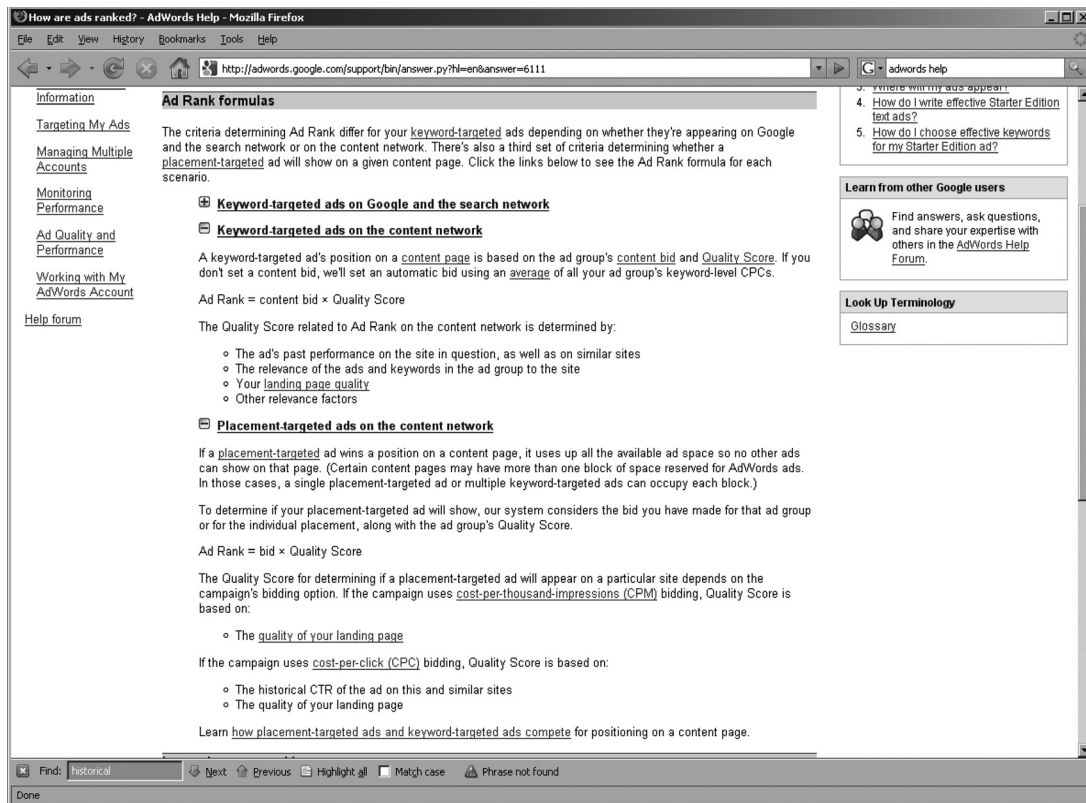 How are ads ranked? - AdWords Help - Mozilla Firefox
File Edit View History Bookmarks Tools Help
http://adwords.google.com/support/bin/answer.py?hl=en&answer=6111
G
adwords help
Information
Targeting My Ads
Managing Multiple
Accounts
Monitoring
Performance
Ad Quality and
Performance
Working with My
AdWords Account
Help forum
Ad Rank formulas
The criteria determining Ad Rank differ for your keyword-targeted ads depending on whether they're appearing on Google
and the search network or on the content network. There's also a third set of criteria determining whether a
placement-targeted ad will show on a given content page. Click the links below to see the Ad Rank formula for each
scenario.
Keyword-targeted ads on Google and the search network
Keyword-targeted ads on the content network
A keyword-targeted ad's position on a content page is based on the ad group's content bid and Quality Score. If you
don't set a content bid, we'll set an automatic bid using an average of all your ad group's keyword-level CPCs.
Ad Rank = content bid × Quality Score
The Quality Score related to Ad Rank on the content network is determined by:
The ad's past performance on the site in question, as well as on similar sites
The relevance of the ads and keywords in the ad group to the site
Your landing page quality
Other relevance factors
Placement-targeted ads on the content network
If a placement-targeted ad wins a position on a content page, it uses up all the available ad space so no other ads
can show on that page. (Certain content pages may have more than one block of space reserved for AdWords ads.
In those cases, a single placement-targeted ad or multiple keyword-targeted ads can occupy each block.)
To determine if your placement-targeted ad will show, our system considers the bid you have made for that ad group
or for the individual placement, along with the ad group's Quality Score.
Ad Rank = bid × Quality Score
The Quality Score for determining if a placement-targeted ad will appear on a particular site depends on the
campaign's bidding option. If the campaign uses cost-per-thousand-impressions (CPM) bidding, Quality Score is
based on:
The quality of your landing page
If the campaign uses cost-per-click (CPC) bidding, Quality Score is based on:
The historical CTR of the ad on this and similar sites
The quality of your landing page
Learn how placement-targeted ads and keyword-targeted ads compete for positioning on a content page.
3. Where will my ads appear?
4. How do I write effective Starter Edition
text ads?
5. How do I choose effective keywords
for my Starter Edition ad?
Learn from other Google users
Find answers, ask questions,
and share your expertise with
others in the AdWords Help
Forum.
Look Up Terminology
Glossary
Find: historical Next Previous Highlight all Match case Phrase not found
Done